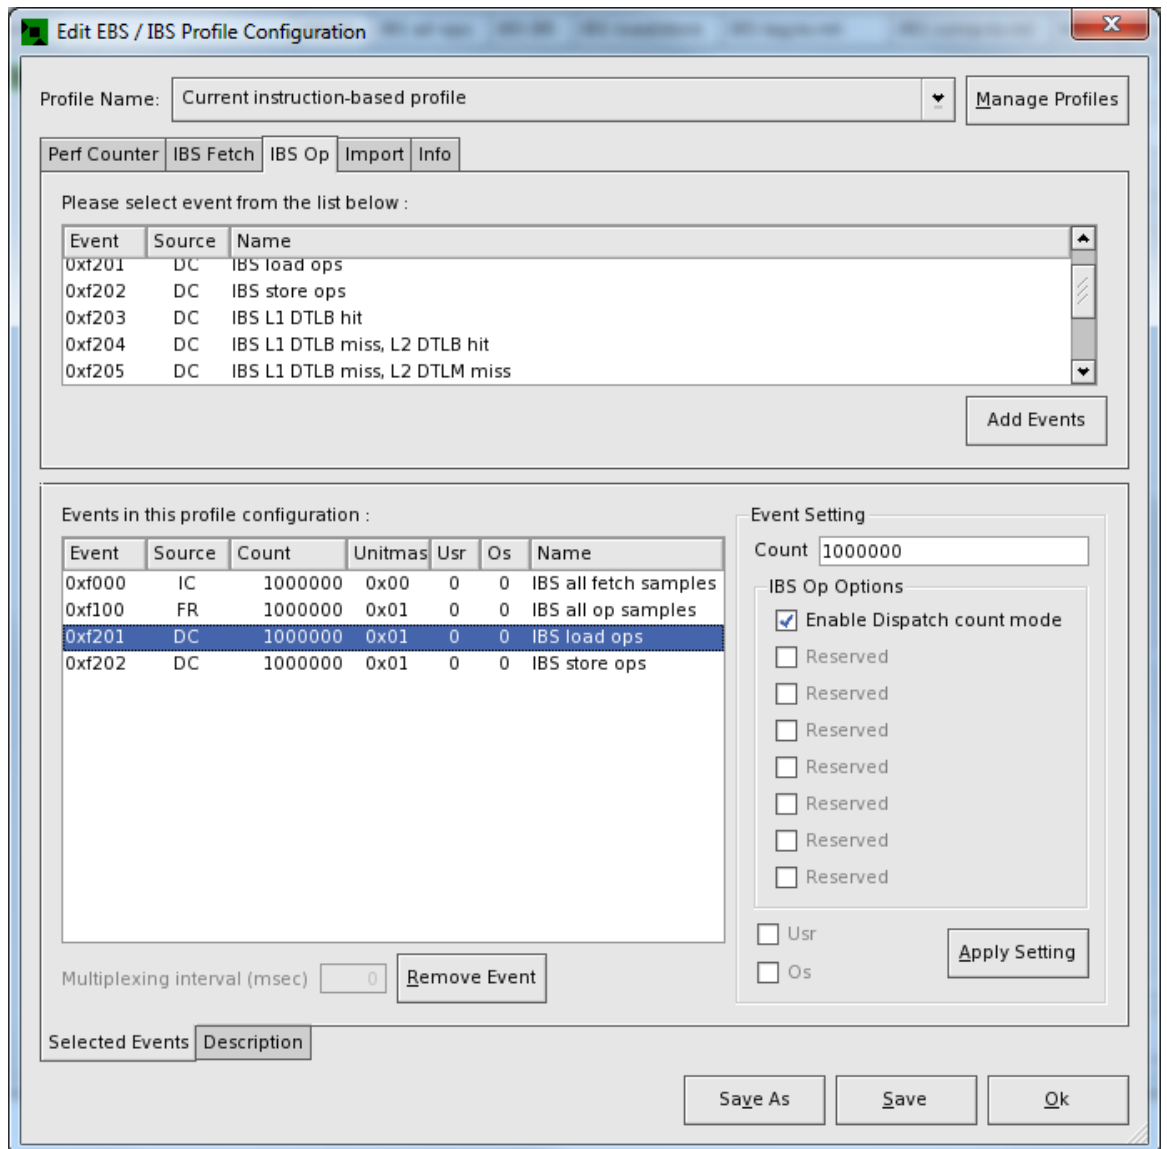 Edit EBS / IBS Profile Configuration
Profile Name: Current instruction-based profile Manage Profiles
Perf Counter IBS Fetch IBS Op Import Info
Please select event from the list below :
Event Source Name
0xf201 DC IBS load ops
0xf202 DC IBS store ops
0xf203 DC IBS L1 DTLB hit
0xf204 DC IBS L1 DTLB miss, L2 DTLB hit
0xf205 DC IBS L1 DTLB miss, L2 DTLM miss
Add Events
Events in this profile configuration :
Event Source Count Unitmas Usr Os Name
0xf000 IC 1000000 0x00 0 0 IBS all fetch samples
0xf100 FR 1000000 0x01 0 0 IBS all op samples
0xf201 DC 1000000 0x01 0 0 IBS load ops
0xf202 DC 1000000 0x01 0 0 IBS store ops
Multiplexing interval (msec) 0 Remove Event
Event Setting
Count 1000000
IBS Op Options
Enable Dispatch count mode
Reserved
Reserved
Reserved
Reserved
Reserved
Reserved
Reserved
Usr
Os
Apply Setting
Selected Events Description
Save As Save Ok